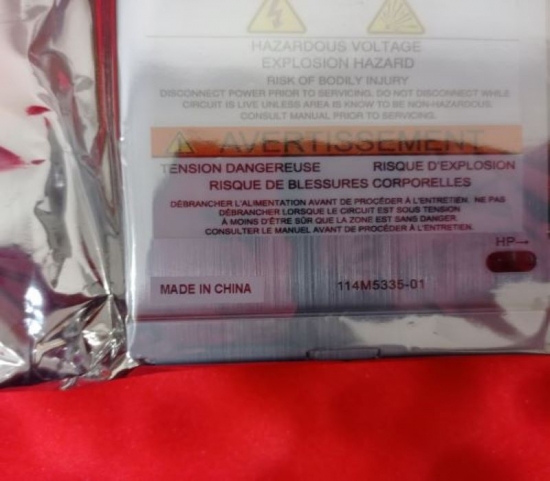 HAZARDOUS VOLTAGE
EXPLOSION HAZARD
RISK OF BODILY INJURY
DISCONNECT POWER PRIOR TO SERVICING. DO NOT DISCONNECT WHILE
CIRCUIT IS LIVE UNLESS AREA IS KNOW TO BE NON-HAZARDOUS.
CONSULT MANUAL PRIOR TO SERVICING.
AVERTISSEMENT
TENSION DANGEREUSE RISQUE D'EXPLOSION
RISQUE DE BLESSURES CORPORELLES
DÉBRANCHER L'ALIMENTATION AVANT DE PROCÉDER À L'ENTRETIEN. NE PAS
DÉBRANCHER LORSQUE LE CIRCUIT EST SOUS TENSION
À MOINS D'ÊTRE SÛR QUE LA ZONE EST SANS DANGER.
CONSULTER LE MANUEL AVANT DE PROCÉDER À L'ENTRETIEN.
HP→
MADE IN CHINA 114M5335-01